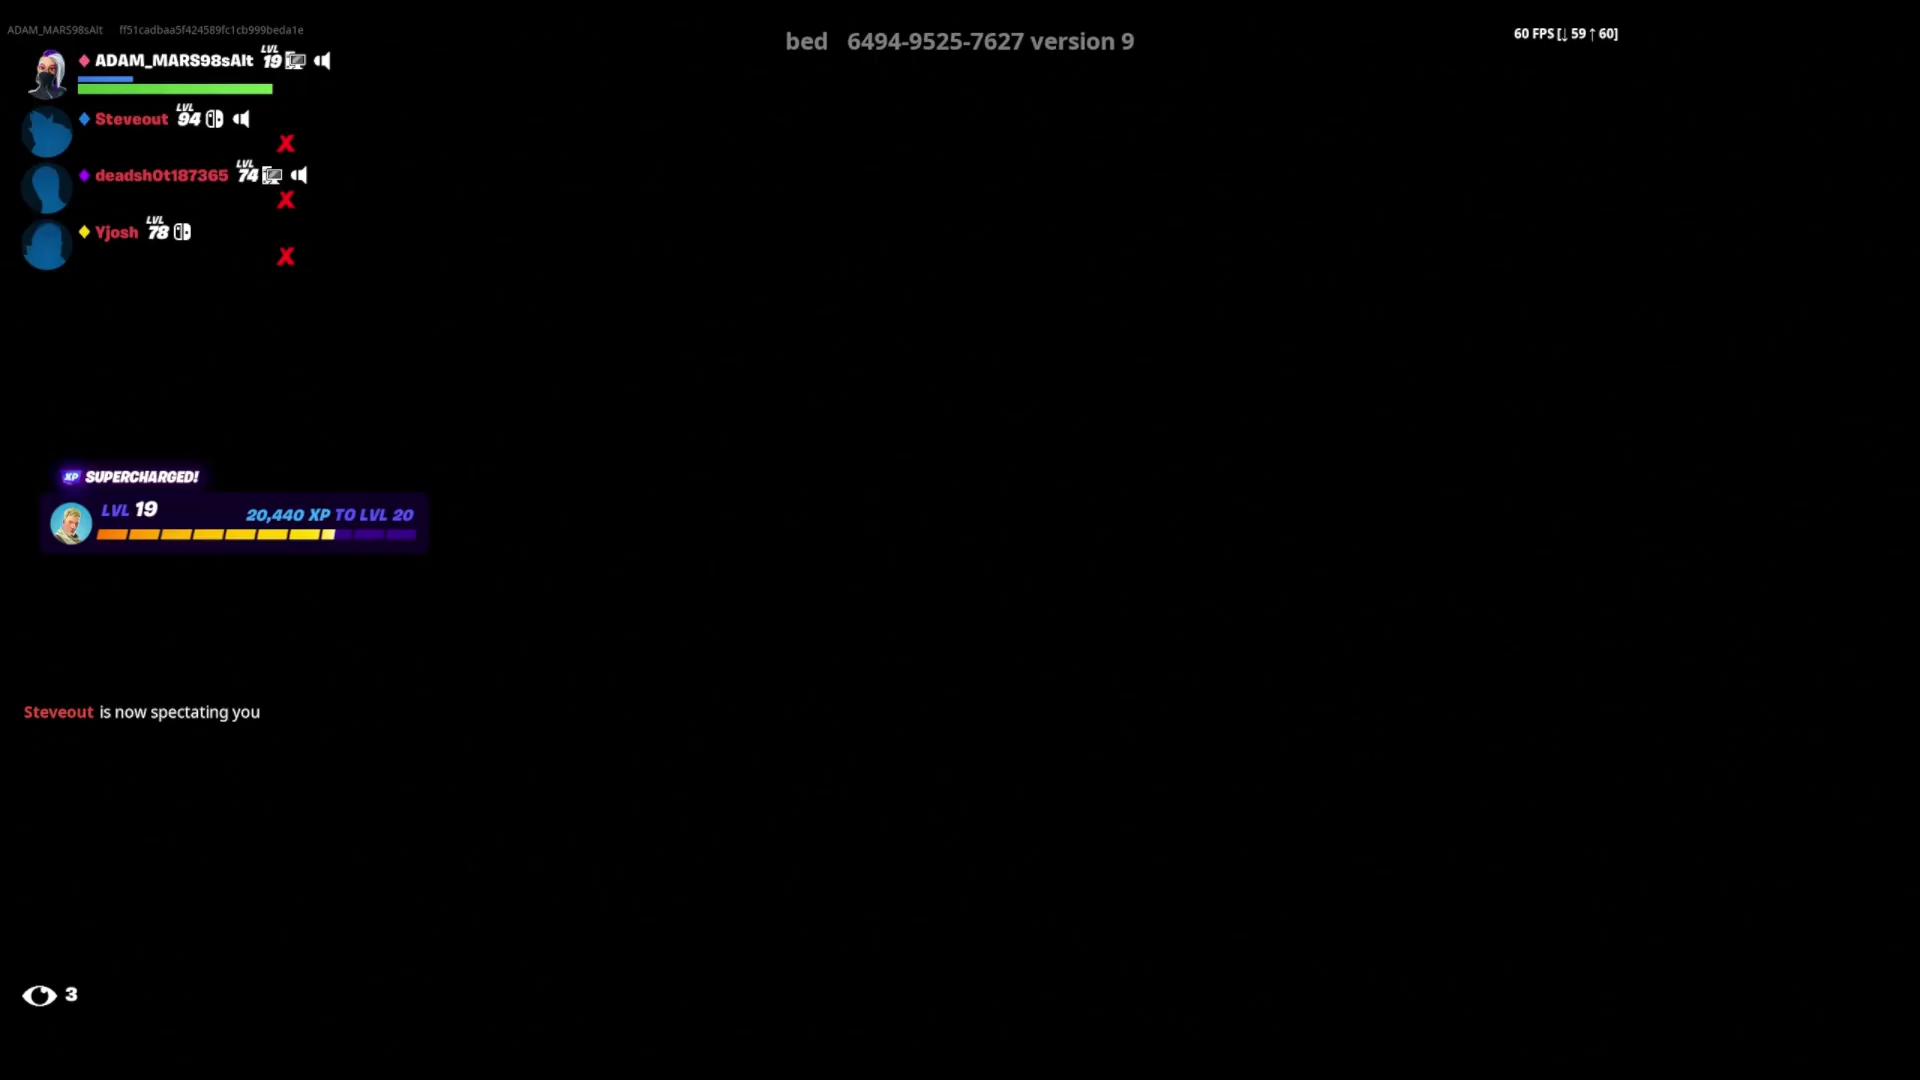 ADAM_MARS98sAlt ff51cadbaa5f424589fc1cb999beda1e
bed 6494-9525-7627 version 9
60 FPS [↓ 59 ↑ 60]
ADAM_MARS98sAlt LVL 19
Steveout LVL 94
X
deadsh0t187365 LVL 74
X
Yjosh LVL 78
X
XP SUPERCHARGED!
LVL 19 20,440 XP TO LVL 20
Steveout is now spectating you
3